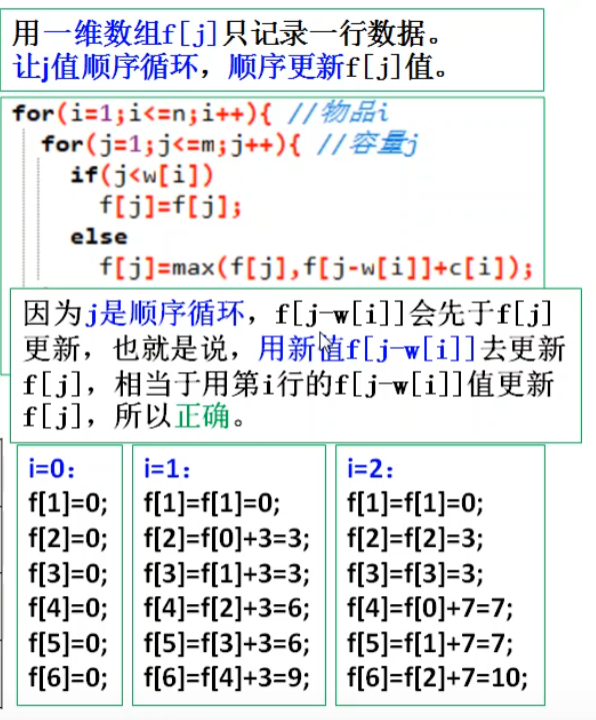 用一维数组f[j]只记录一行数据。
让j值顺序循环，顺序更新f[j]值。
for(i=1;i<=n;i++){ //物品i
for(j=1;j<=m;j++){ //容量j
if(j<w[i])
f[j]=f[j];
else
f[j]=max(f[j],f[j-w[i]]+c[i]);
因为j是顺序循环，f[j-w[i]]会先于f[j]
更新，也就是说，用新值f[j-w[i]]去更新
f[j]，相当于用第i行的f[j-w[i]]值更新
f[j]，所以正确。
i=0：
f[1]=0;
f[2]=0;
f[3]=0;
f[4]=0;
f[5]=0;
f[6]=0;
i=1：
f[1]=f[1]=0;
f[2]=f[0]+3=3;
f[3]=f[1]+3=3;
f[4]=f[2]+3=6;
f[5]=f[3]+3=6;
f[6]=f[4]+3=9;
i=2：
f[1]=f[1]=0;
f[2]=f[2]=3;
f[3]=f[3]=3;
f[4]=f[0]+7=7;
f[5]=f[1]+7=7;
f[6]=f[2]+7=10;